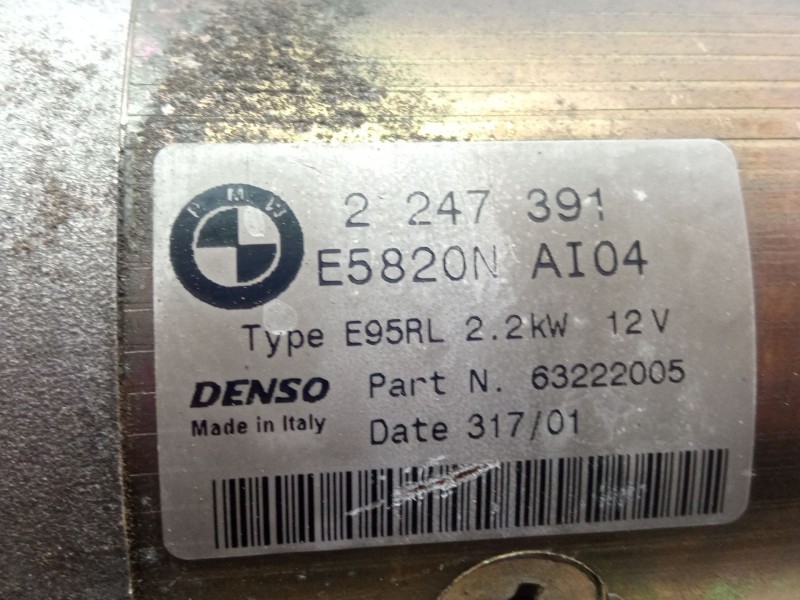 BMW
2 247 391
E5820N AI04
Type E95RL 2.2kW 12V
DENSO Part N. 63222005
Made in Italy Date 317/01